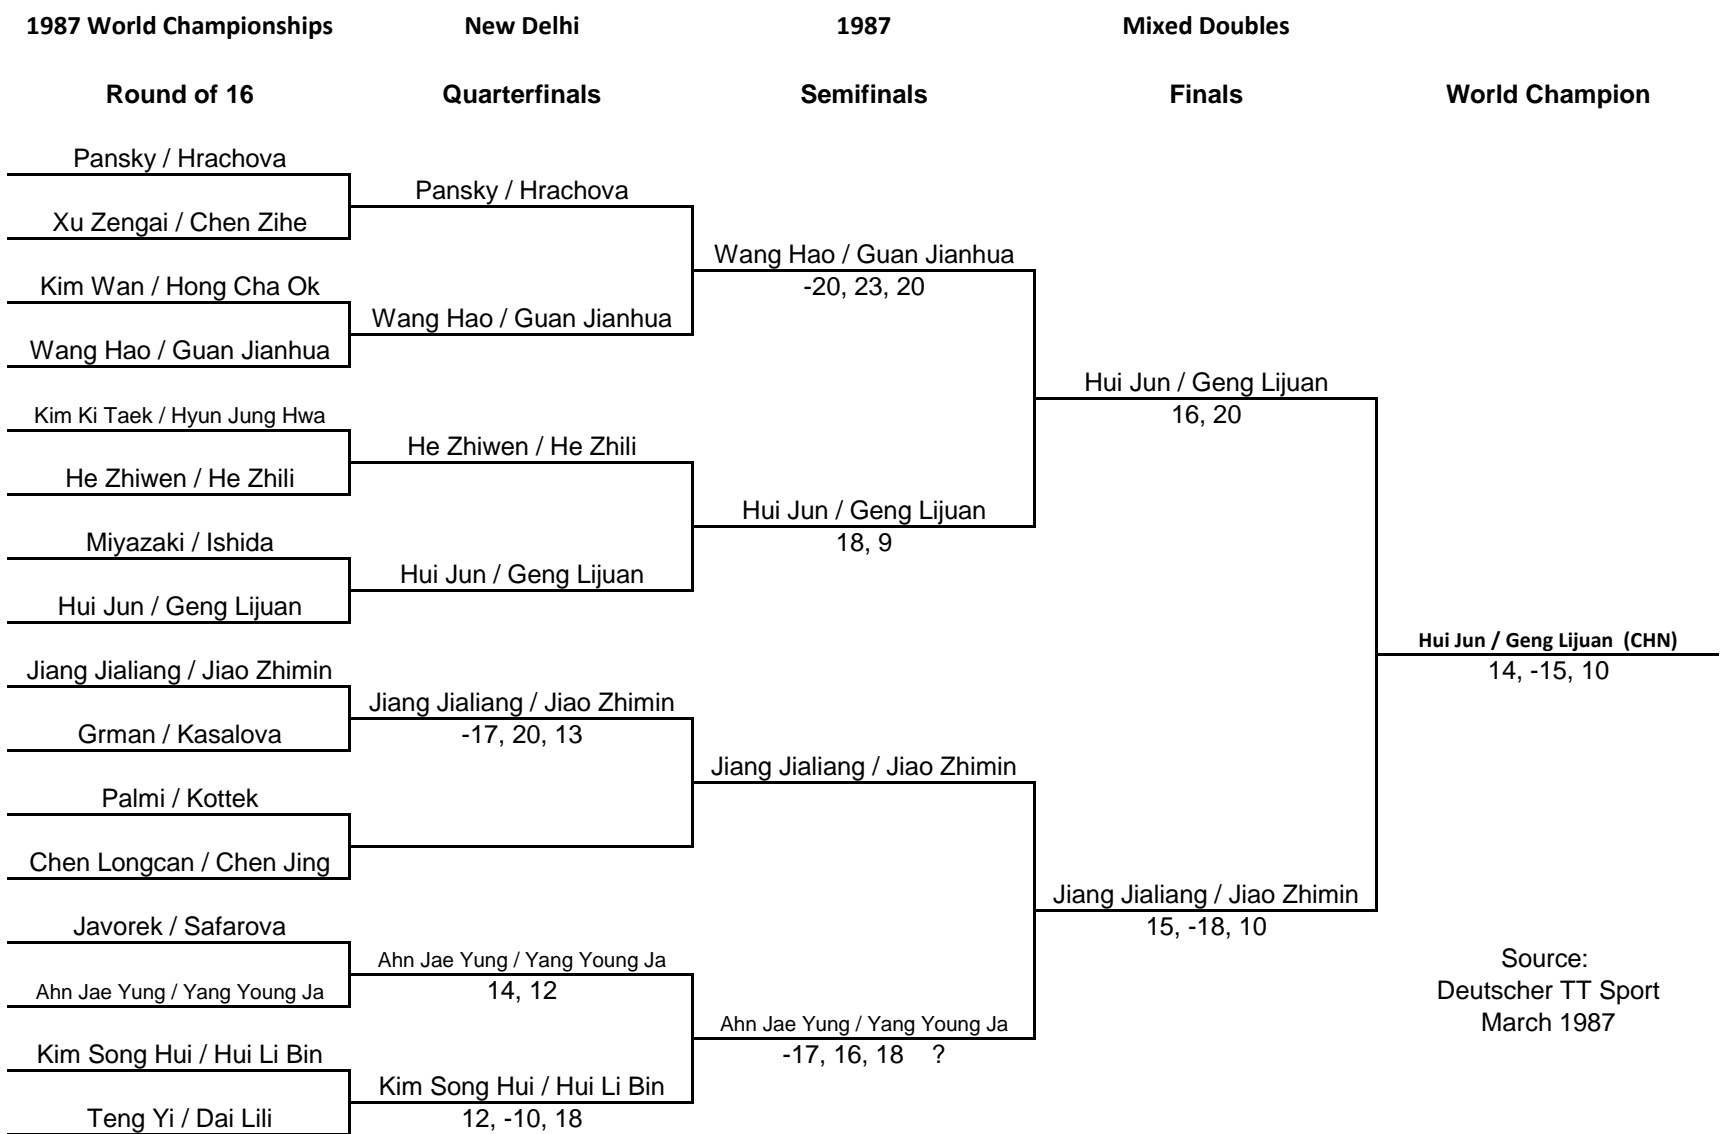 1987 World Championships New Delhi 1987 Mixed Doubles
Round of 16 Quarterfinals Semifinals Finals World Champion
Pansky / Hrachova
Pansky / Hrachova
Xu Zengai / Chen Zihe
Wang Hao / Guan Jianhua
-20, 23, 20
Kim Wan / Hong Cha Ok
Wang Hao / Guan Jianhua
Wang Hao / Guan Jianhua
Hui Jun / Geng Lijuan
16, 20
Kim Ki Taek / Hyun Jung Hwa
He Zhiwen / He Zhili
He Zhiwen / He Zhili
Hui Jun / Geng Lijuan
18, 9
Miyazaki / Ishida
Hui Jun / Geng Lijuan
Hui Jun / Geng Lijuan
Hui Jun / Geng Lijuan (CHN)
14, -15, 10
Jiang Jialiang / Jiao Zhimin
Jiang Jialiang / Jiao Zhimin
-17, 20, 13
Grman / Kasalova
Jiang Jialiang / Jiao Zhimin
Palmi / Kottek
Chen Longcan / Chen Jing
Jiang Jialiang / Jiao Zhimin
15, -18, 10
Javorek / Safarova
Ahn Jae Yung / Yang Young Ja
14, 12
Ahn Jae Yung / Yang Young Ja
Ahn Jae Yung / Yang Young Ja
-17, 16, 18 ?
Kim Song Hui / Hui Li Bin
Kim Song Hui / Hui Li Bin
12, -10, 18
Teng Yi / Dai Lili
Source:
Deutscher TT Sport
March 1987